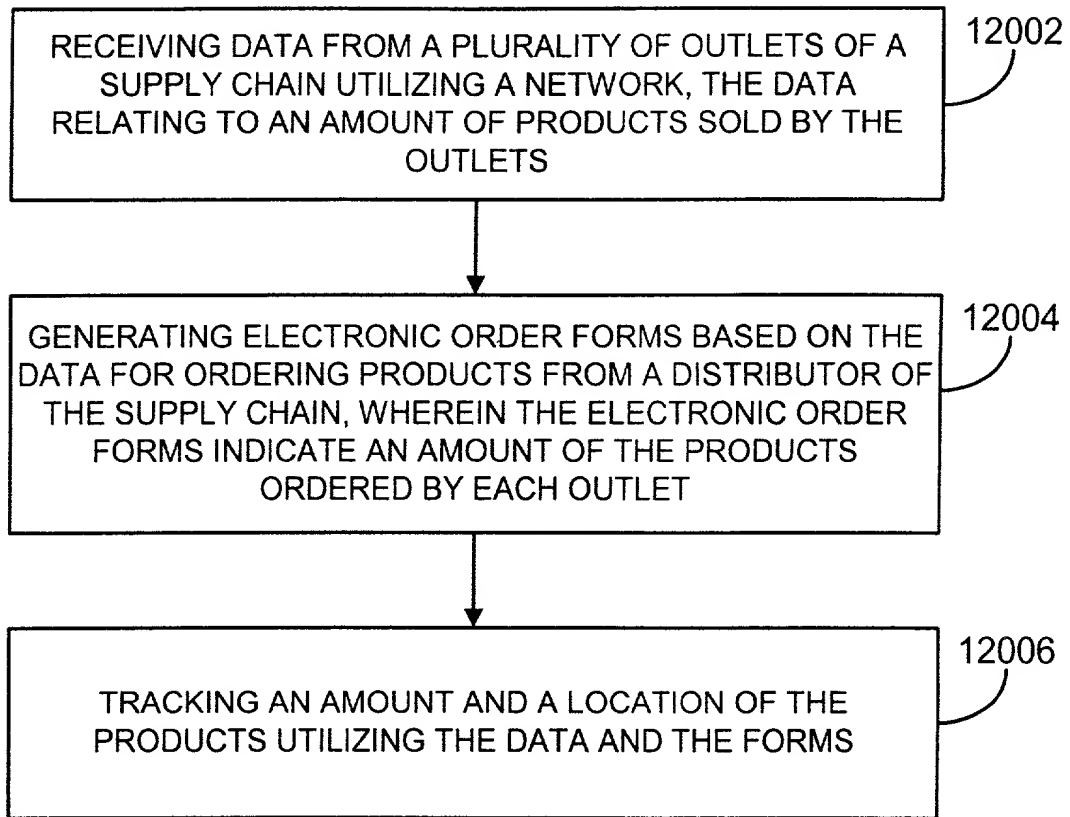 RECEIVING DATA FROM A PLURALITY OF OUTLETS OF A
SUPPLY CHAIN UTILIZING A NETWORK, THE DATA
RELATING TO AN AMOUNT OF PRODUCTS SOLD BY THE
OUTLETS
12002
GENERATING ELECTRONIC ORDER FORMS BASED ON THE
DATA FOR ORDERING PRODUCTS FROM A DISTRIBUTOR OF
THE SUPPLY CHAIN, WHEREIN THE ELECTRONIC ORDER
FORMS INDICATE AN AMOUNT OF THE PRODUCTS
ORDERED BY EACH OUTLET
12004
TRACKING AN AMOUNT AND A LOCATION OF THE
PRODUCTS UTILIZING THE DATA AND THE FORMS
12006